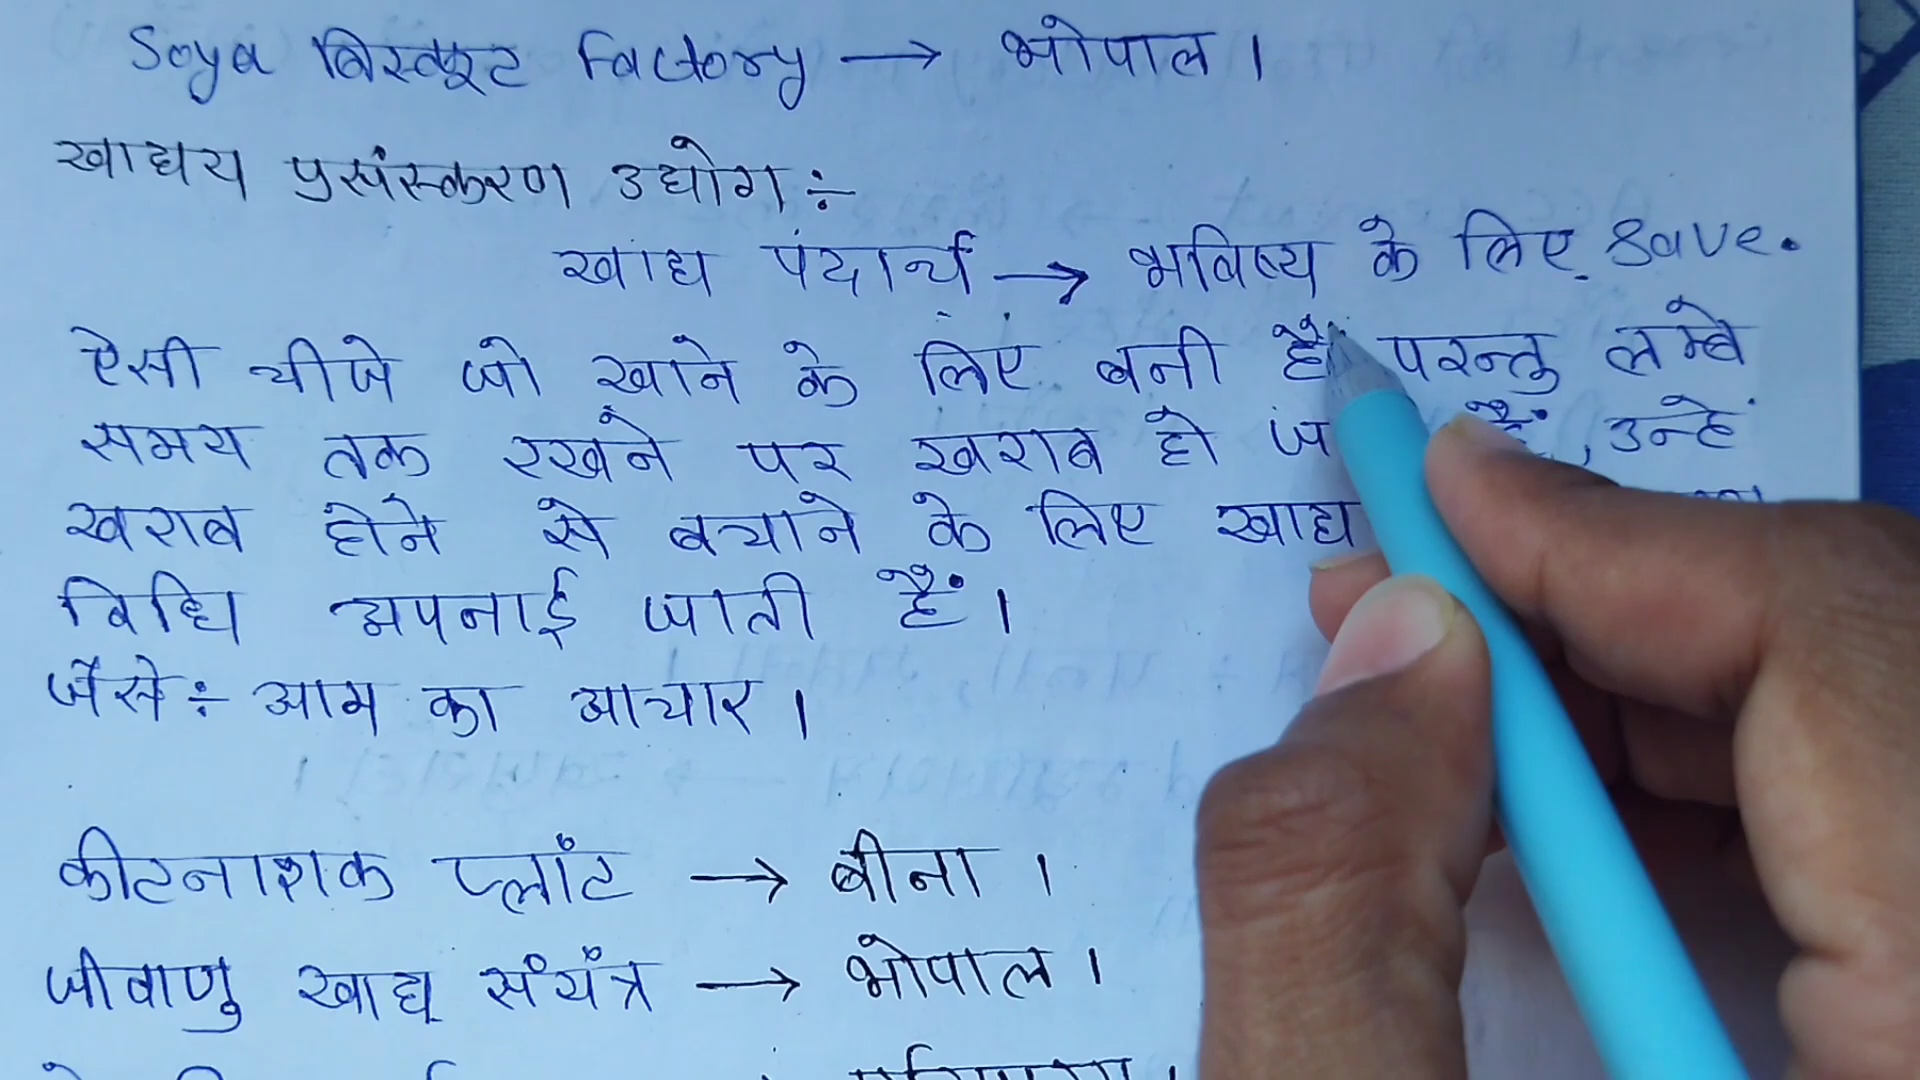 Soya बिस्कूट factory → भोपाल।
खाद्यय प्रसंस्करण उद्योग ÷
खाद्य पंदार्थ → भविष्य के लिए save.
ऐसी चीजे जो खाने के लिए बनी है परन्तु लम्बे
समय तक रखने पर खराब हो हैं, उन्हें
खराब होने से बचाने के लिए खाद्य
विधि अपनाई जाती हैं।
जैसे ÷ आम का आचार।
कीटनाशक प्लांट → बीना।
जीवाणु खाद्य संयंत्र → भोपाल।